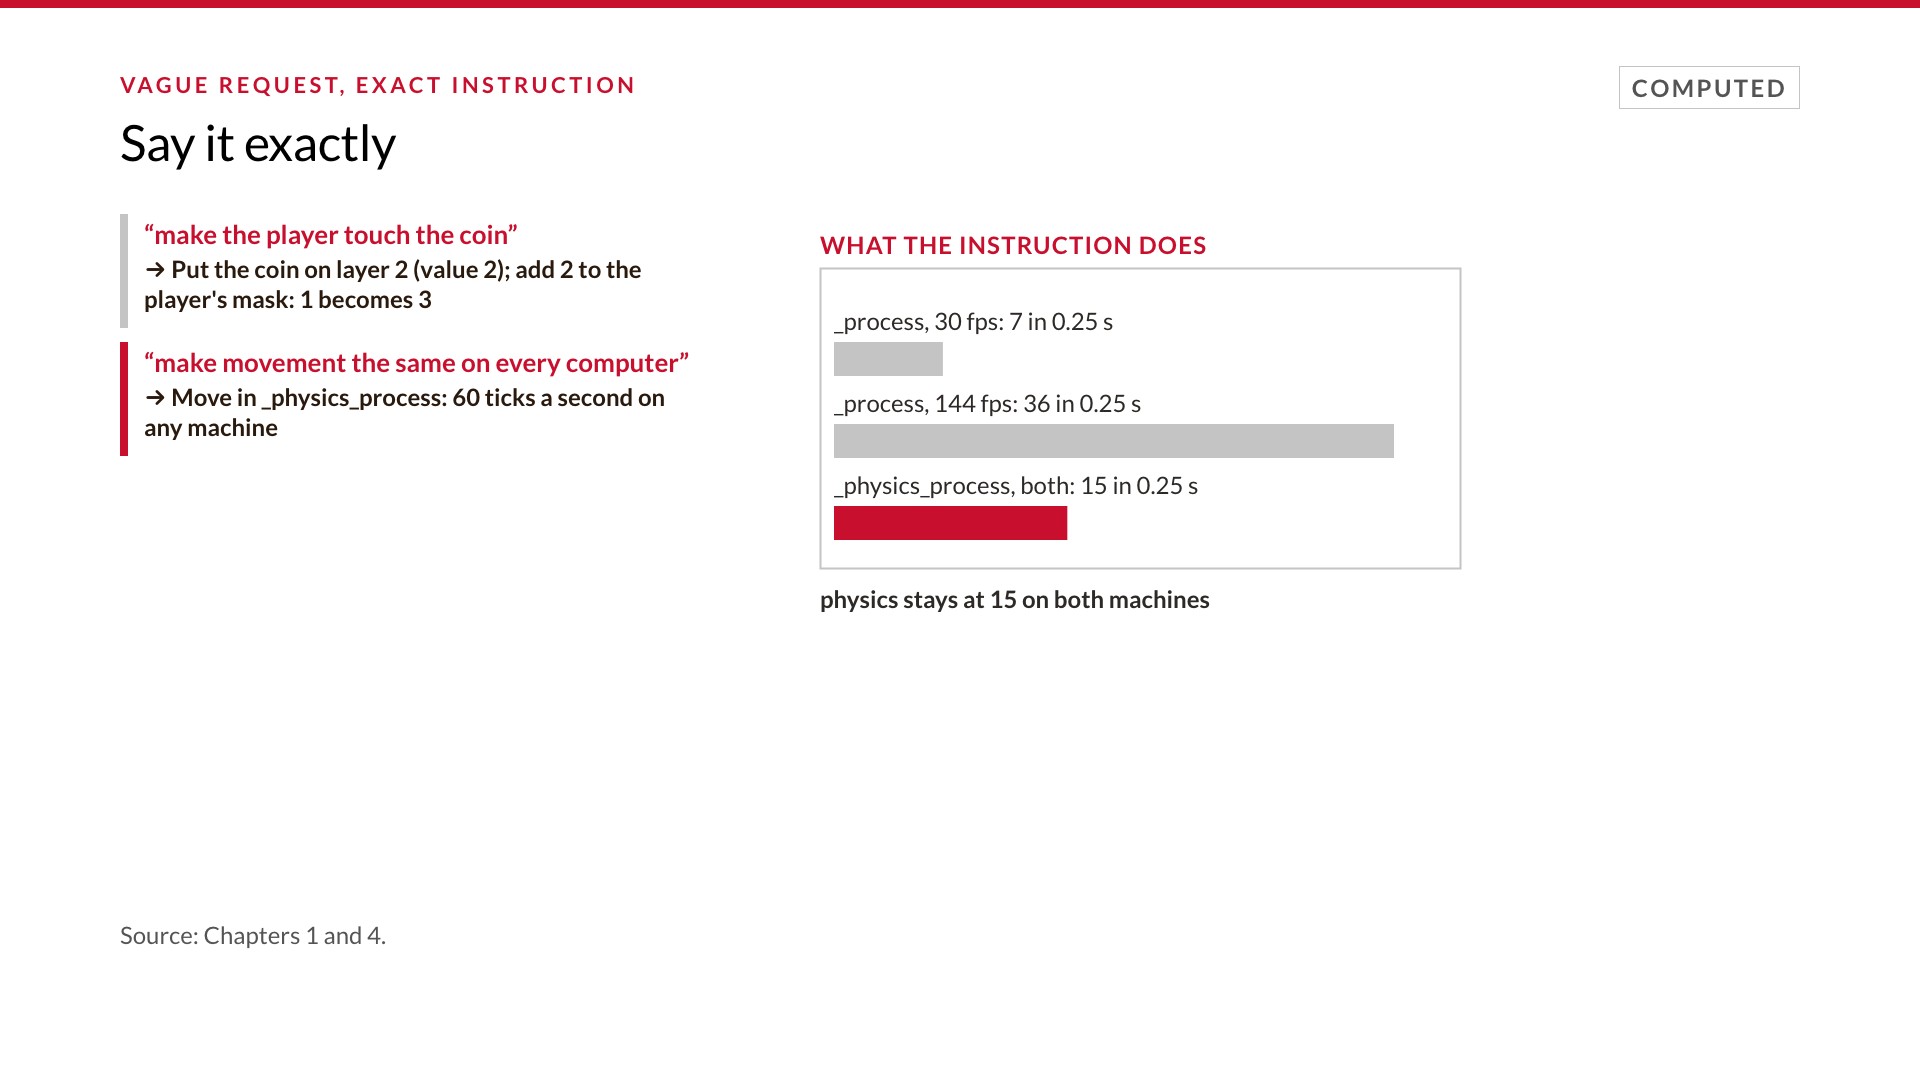 VAGUE REQUEST, EXACT INSTRUCTION
COMPUTED
Say it exactly
“make the player touch the coin”
→ Put the coin on layer 2 (value 2); add 2 to the
player's mask: 1 becomes 3
“make movement the same on every computer”
→ Move in _physics_process: 60 ticks a second on
any machine
WHAT THE INSTRUCTION DOES
_process, 30 fps: 7 in 0.25 s
_process, 144 fps: 36 in 0.25 s
_physics_process, both: 15 in 0.25 s
physics stays at 15 on both machines
Source: Chapters 1 and 4.